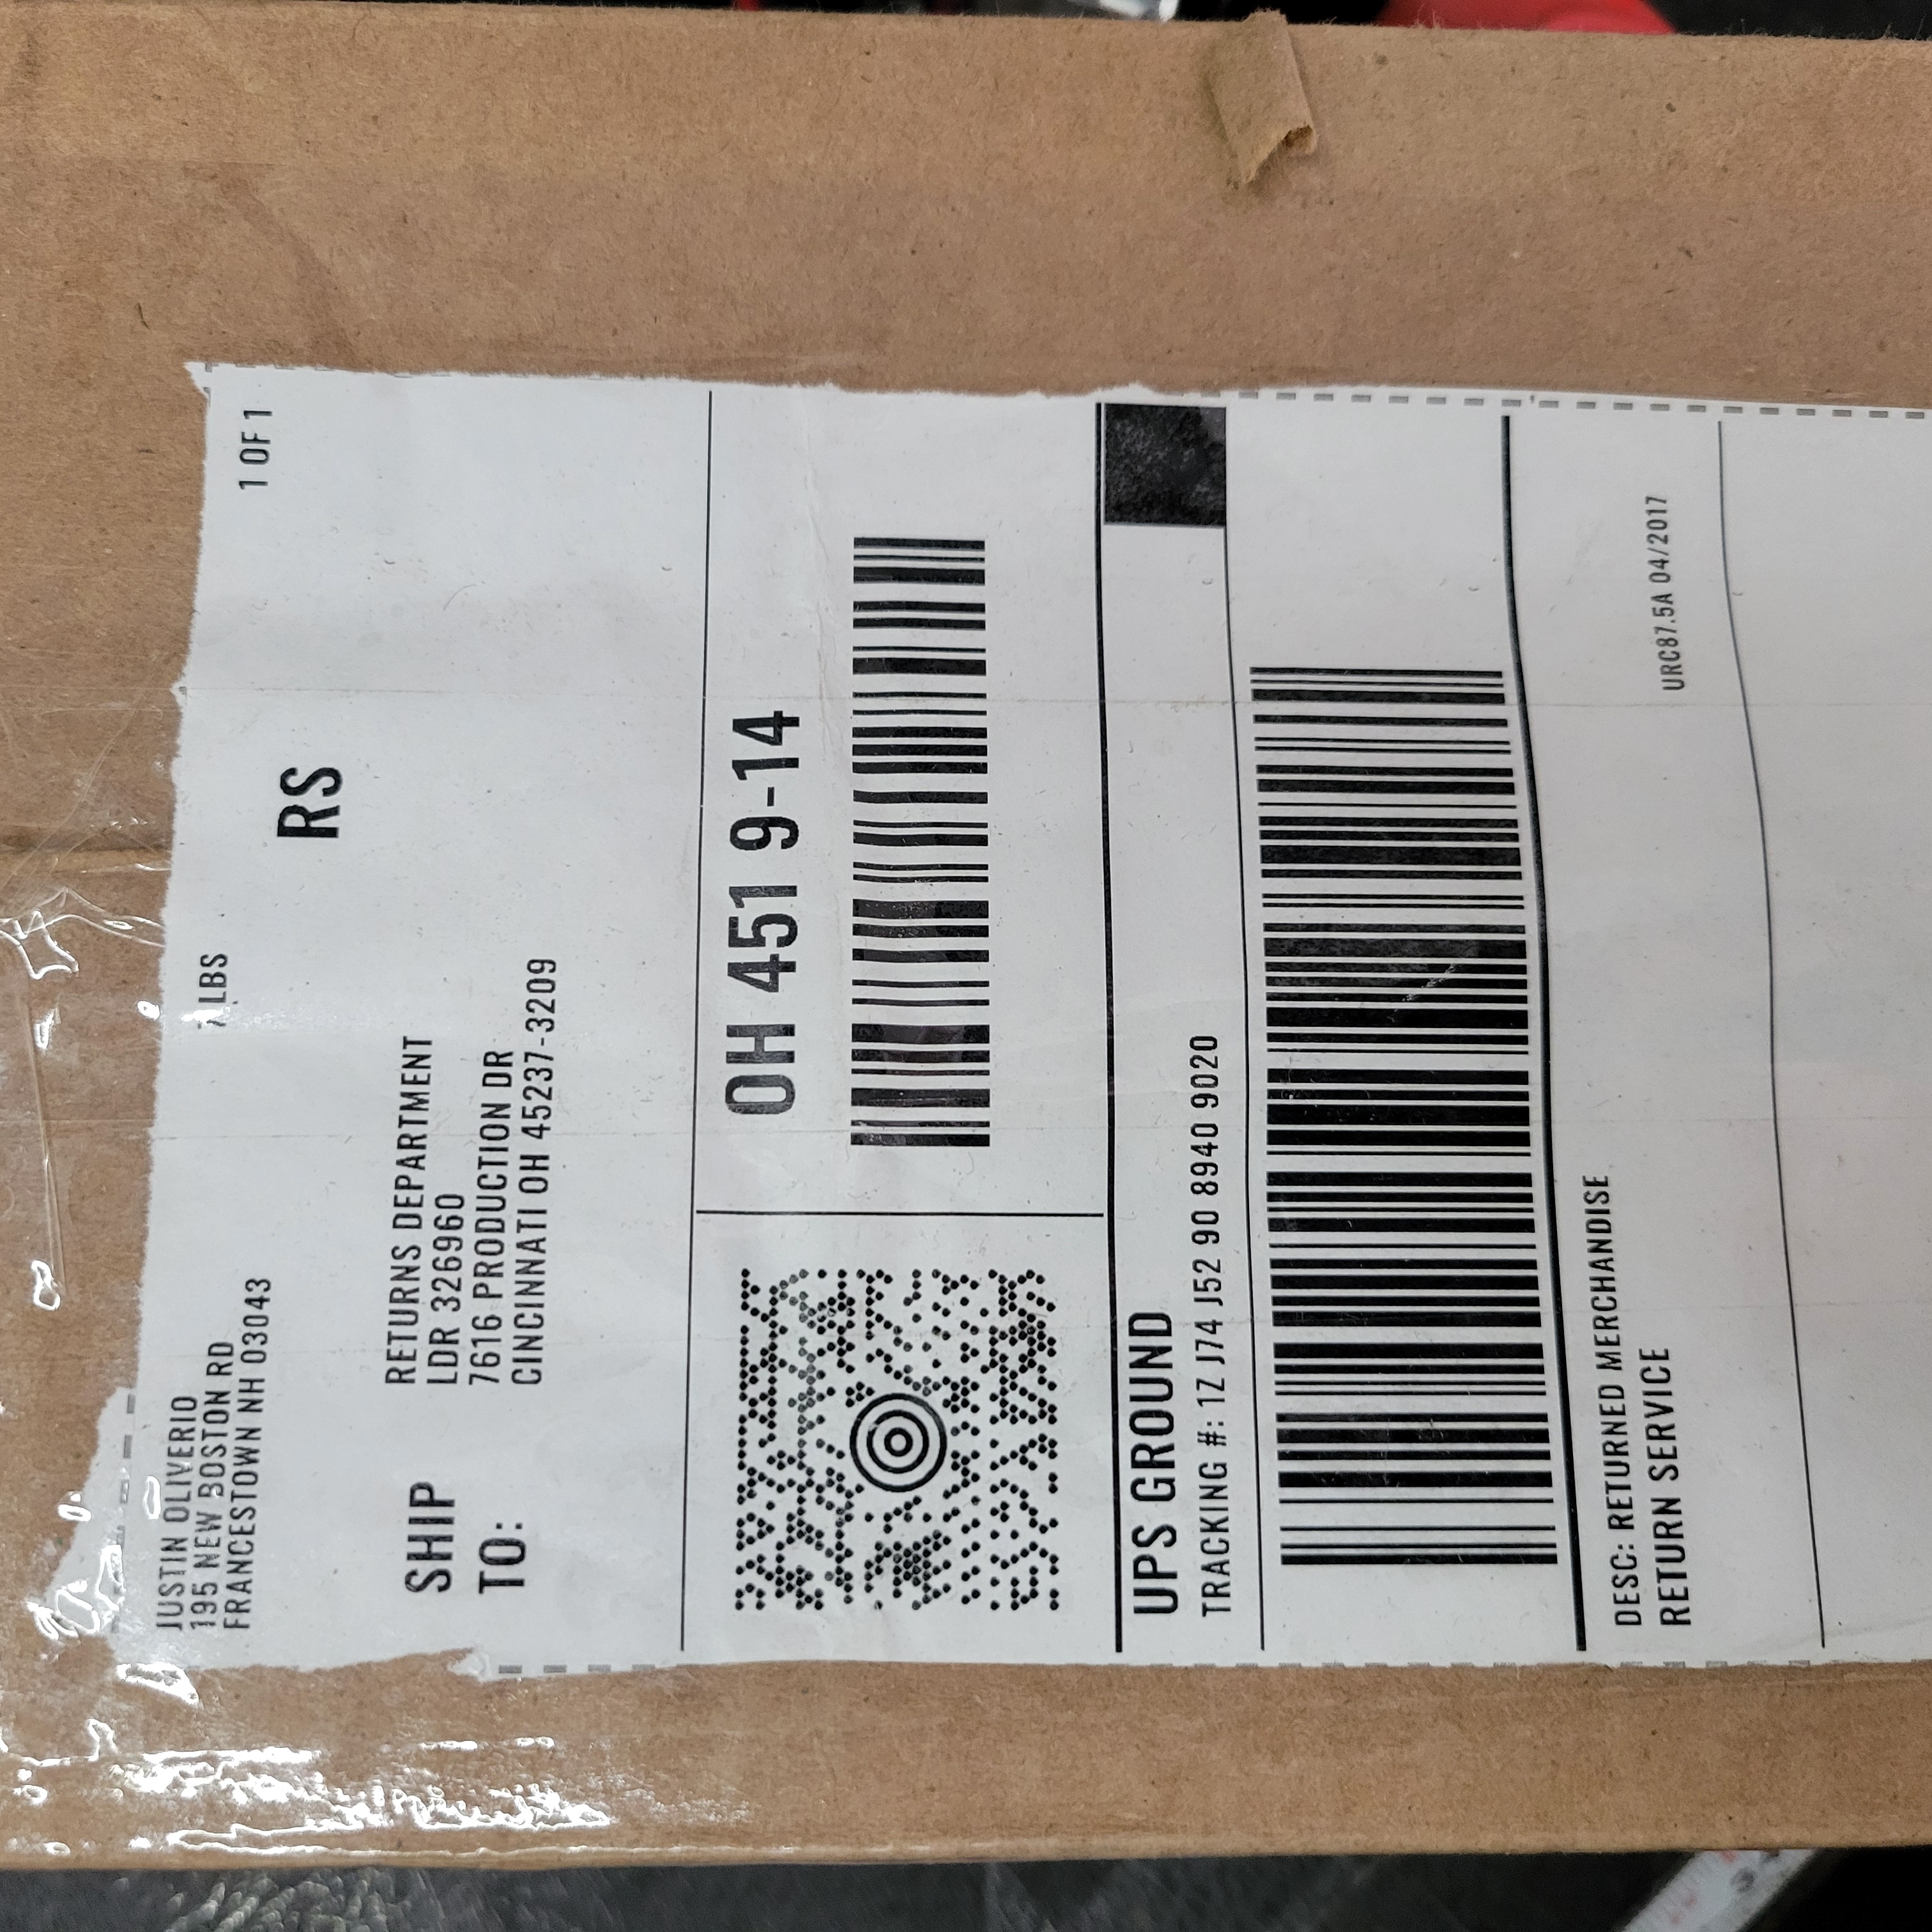 JUSTIN OLIVERIO
195 NEW BOSTON RD
FRANCESTOWN NH 03043
LBS
1 OF 1
RS
SHIP
TO:
RETURNS DEPARTMENT
LDR 326960
7616 PRODUCTION DR
CINCINNATI OH 45237-3209
OH 451 9-14
UPS GROUND
TRACKING #: 1Z J74 J52 90 8940 9020
DESC: RETURNED MERCHANDISE
RETURN SERVICE
URC87.5A 04/2017